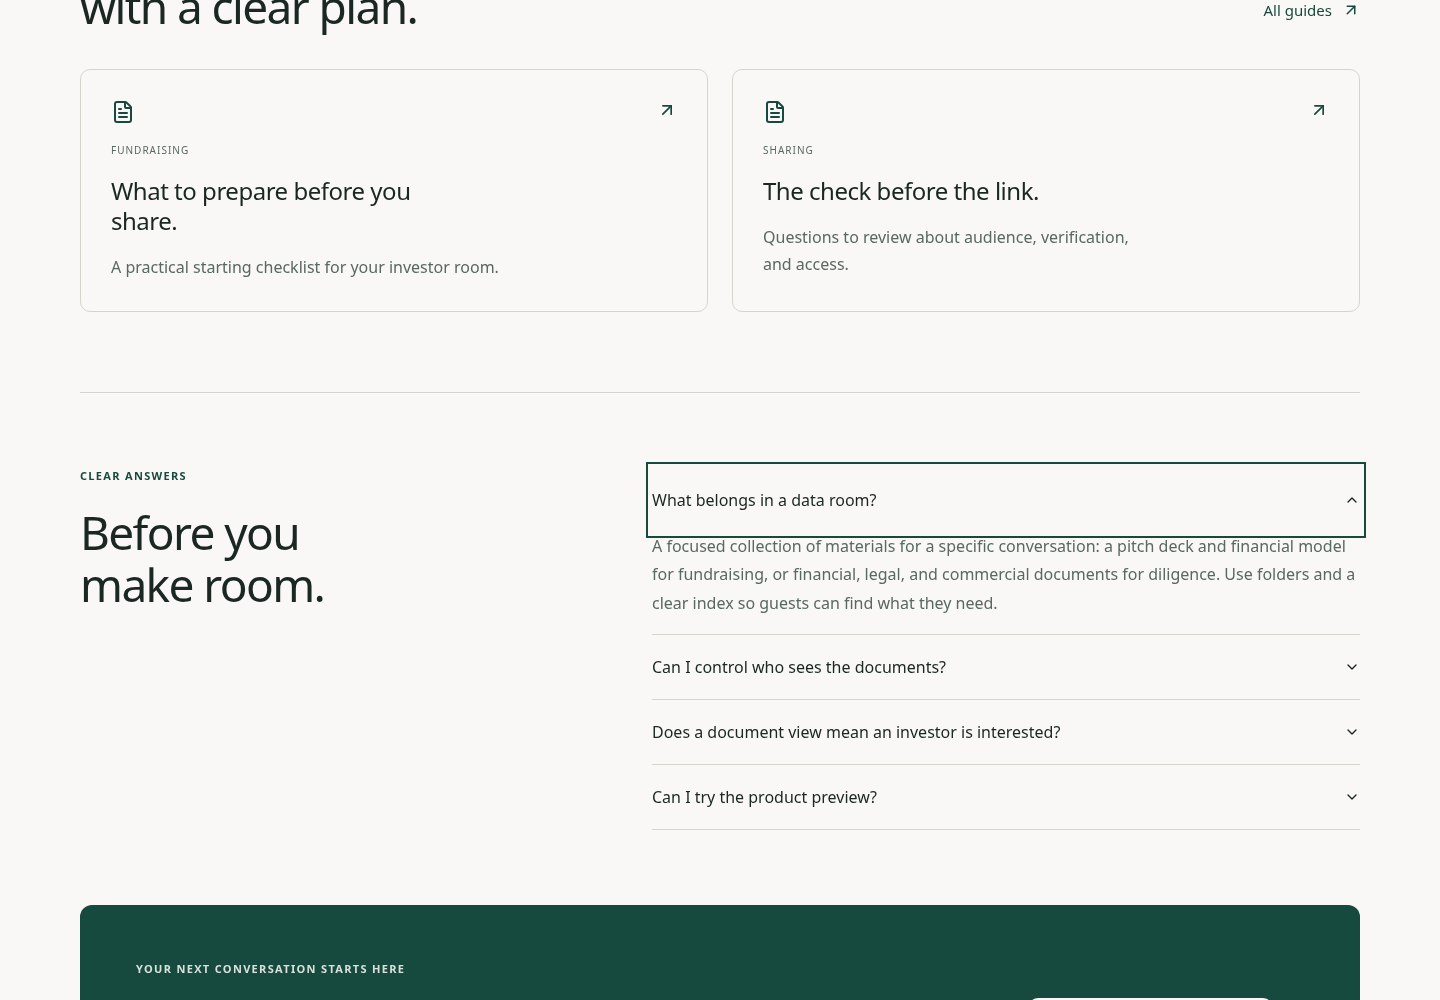 with a clear plan.
All guides
FUNDRAISING
What to prepare before you
share.
A practical starting checklist for your investor room.
SHARING
The check before the link.
Questions to review about audience, verification,
and access.
CLEAR ANSWERS
Before you
make room.
What belongs in a data room?
A focused collection of materials for a specific conversation: a pitch deck and financial model
for fundraising, or financial, legal, and commercial documents for diligence. Use folders and a
clear index so guests can find what they need.
Can I control who sees the documents?
Does a document view mean an investor is interested?
Can I try the product preview?
YOUR NEXT CONVERSATION STARTS HERE